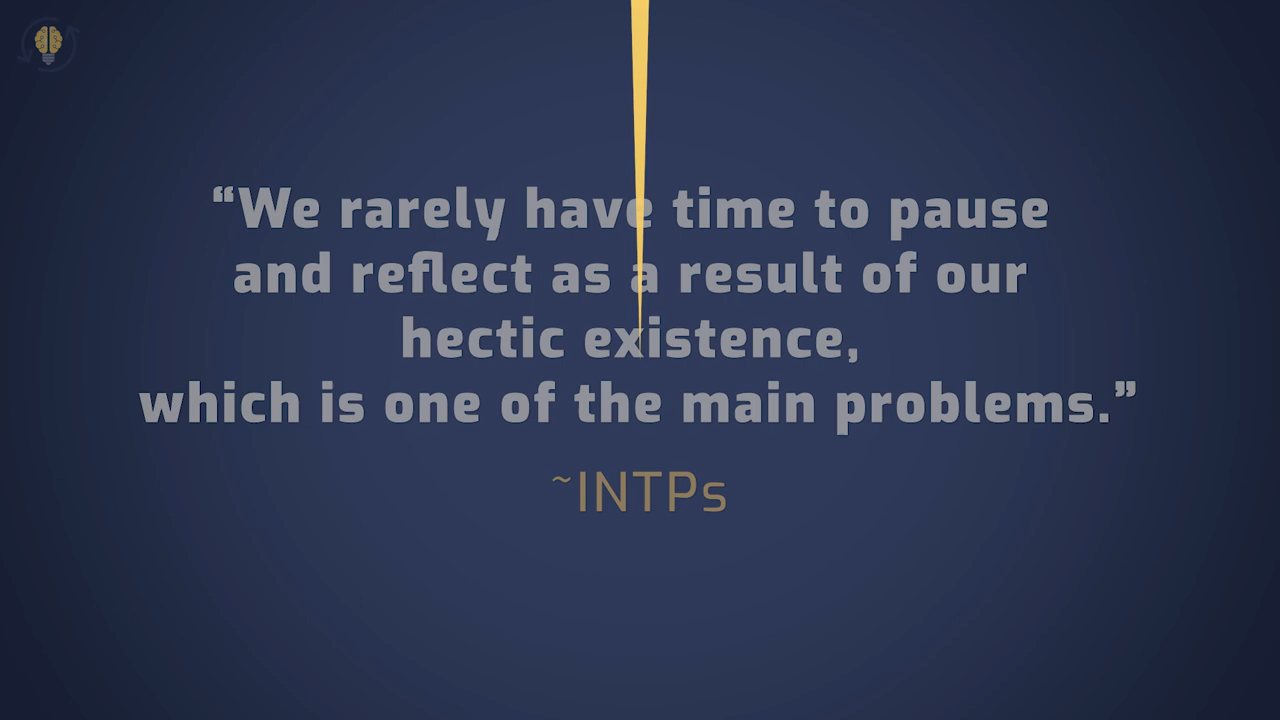 “We rarely have time to pause
and reflect as a result of our
hectic existence,
which is one of the main problems.”
~INTPs